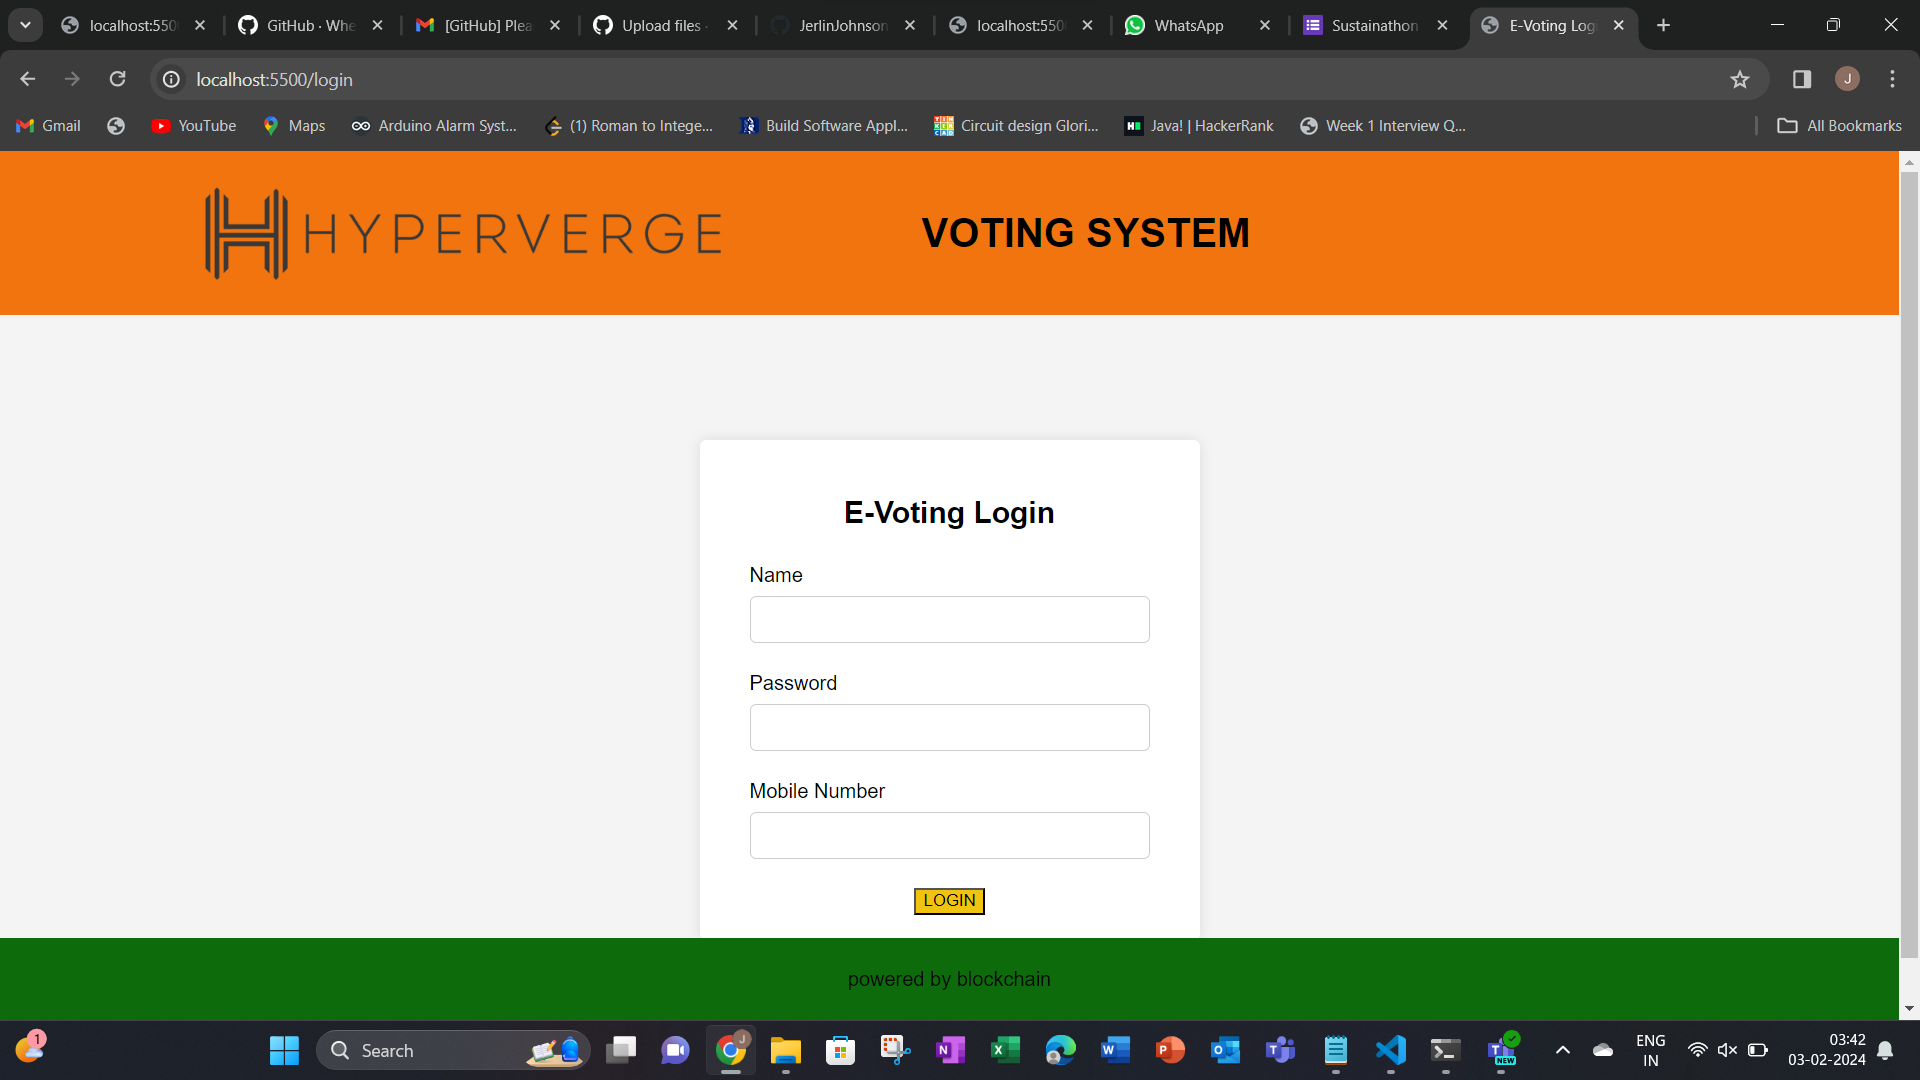 localhost:550
GitHub · Whe
[GitHub] Plea
Upload files ·
JerlinJohnson
localhost:550
WhatsApp
Sustainathon
E-Voting Log
localhost:5500/login
J
Gmail
YouTube
Maps
Arduino Alarm Syst...
(1) Roman to Intege...
Build Software Appl...
Circuit design Glori...
Java! | HackerRank
Week 1 Interview Q...
All Bookmarks
HYPERVERGE
VOTING SYSTEM
E-Voting Login
Name
Password
Mobile Number
LOGIN
powered by blockchain
1
Search
J
NEW
ENG
IN
03:42
03-02-2024